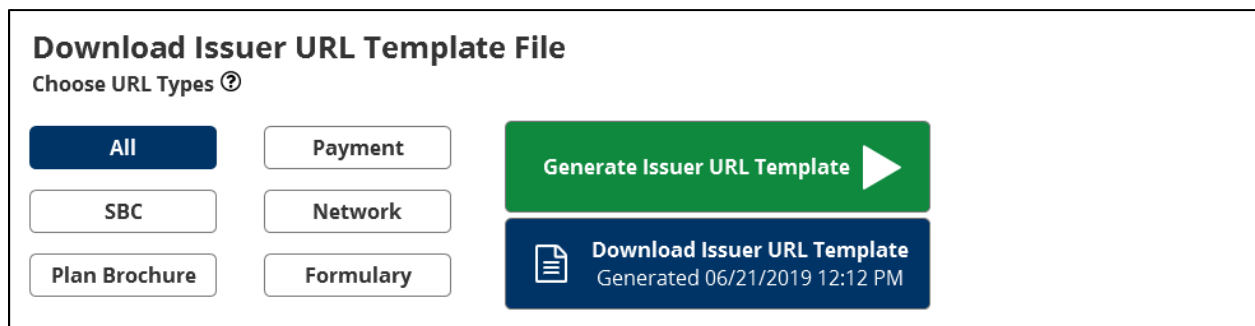 Download Issuer URL Template File
Choose URL Types ?
All
Payment
SBC
Network
Plan Brochure
Formulary
Generate Issuer URL Template
Download Issuer URL Template
Generated 06/21/2019 12:12 PM